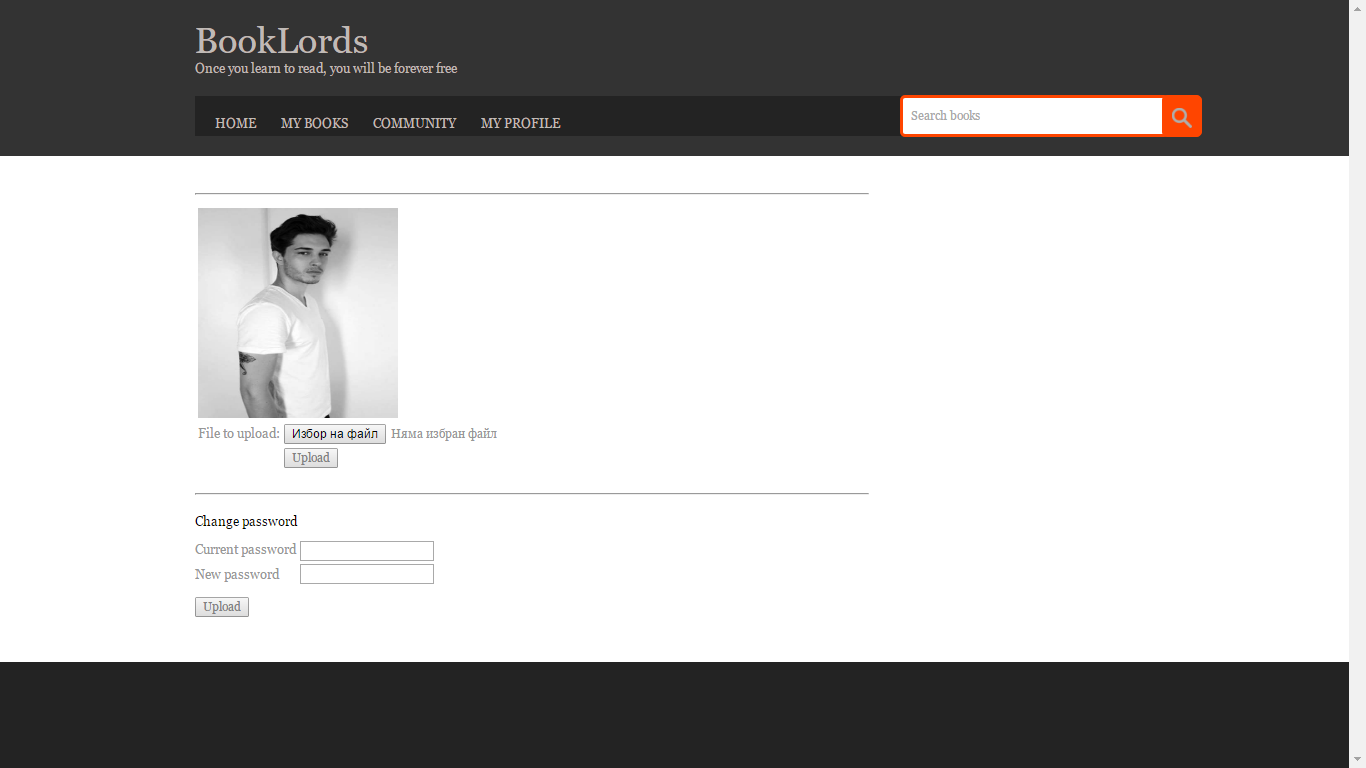 BookLords
Once you learn to read, you will be forever free
HOME MY BOOKS COMMUNITY MY PROFILE
Search books
File to upload: Избор на файл Няма избран файл
Upload
Change password
Current password
New password
Upload